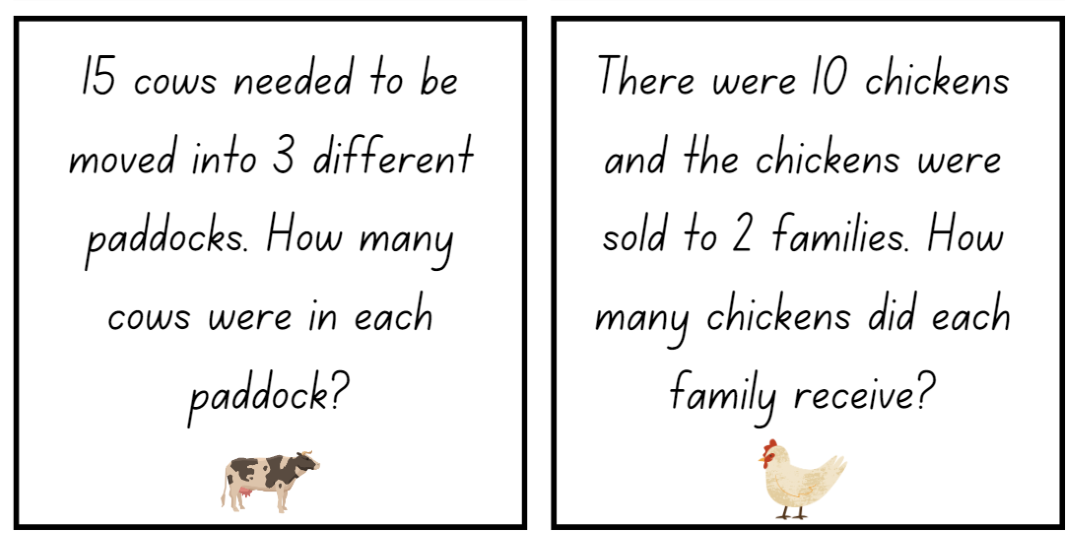 15 cows needed to be
moved into 3 different
paddocks. How many
cows were in each
paddock?
There were 10 chickens
and the chickens were
sold to 2 families. How
many chickens did each
family receive?